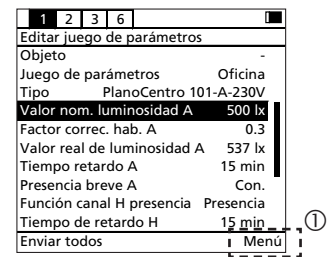 1 2 3 6
Editar juego de parámetros
Objeto -
Juego de parámetros Oficina
Tipo PlanoCentro 101-A-230V
Valor nom. luminosidad A 500 lx
Factor correc. hab. A 0.3
Valor real de luminosidad A 537 lx
Tiempo retardo A 15 min
Presencia breve A Con.
Función canal H presencia Presencia
Tiempo de retardo H 15 min
①
Enviar todos Menú